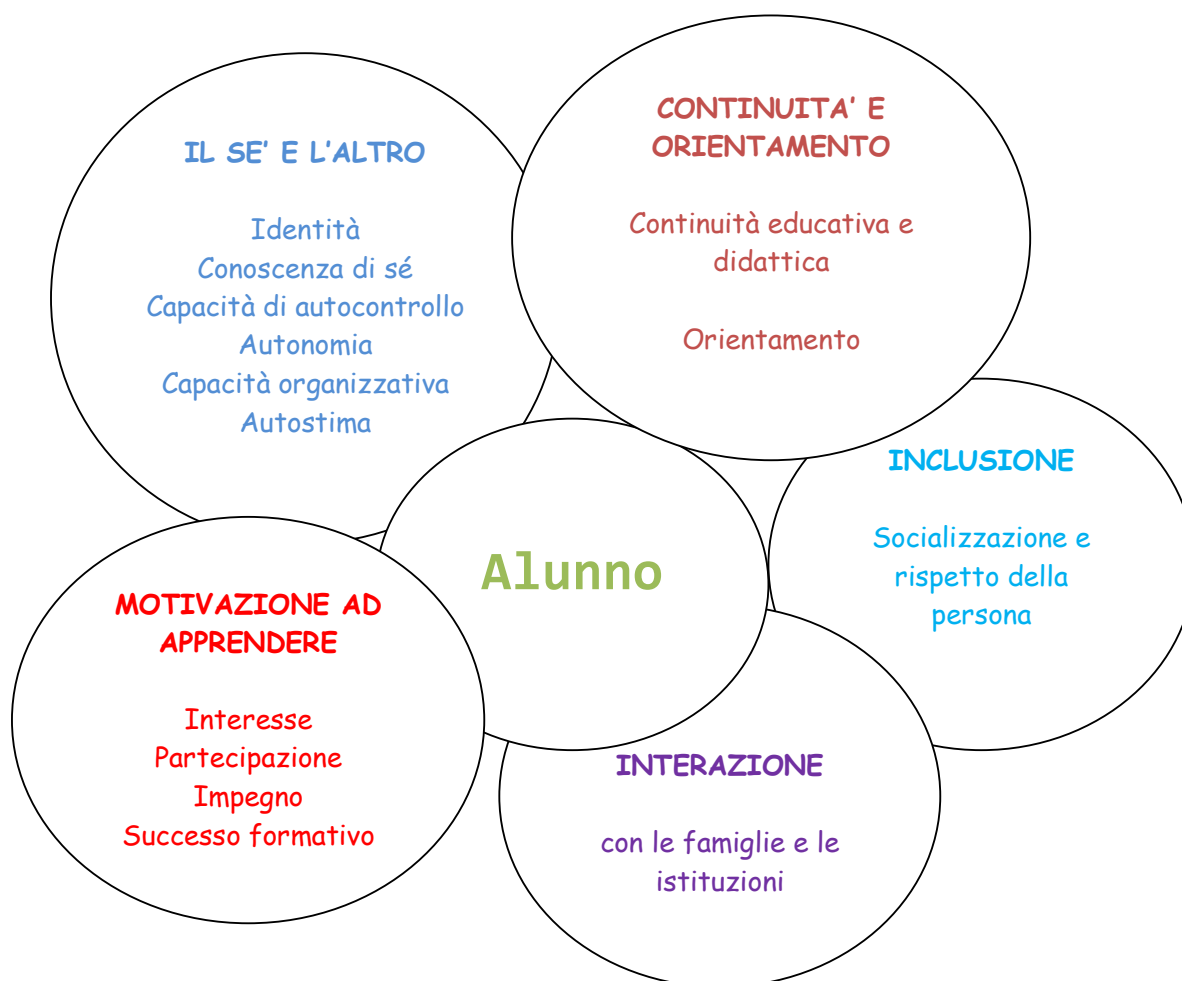 IL SE' E L'ALTRO
Identità
Conoscenza di sé
Capacità di autocontrollo
Autonomia
Capacità organizzativa
Autostima
CONTINUITA' E
ORIENTAMENTO
Continuità educativa e
didattica
Orientamento
INCLUSIONE
Socializzazione e
rispetto della
persona
Alunno
MOTIVAZIONE AD
APPRENDERE
Interesse
Partecipazione
Impegno
Successo formativo
INTERAZIONE
con le famiglie e le
istituzioni